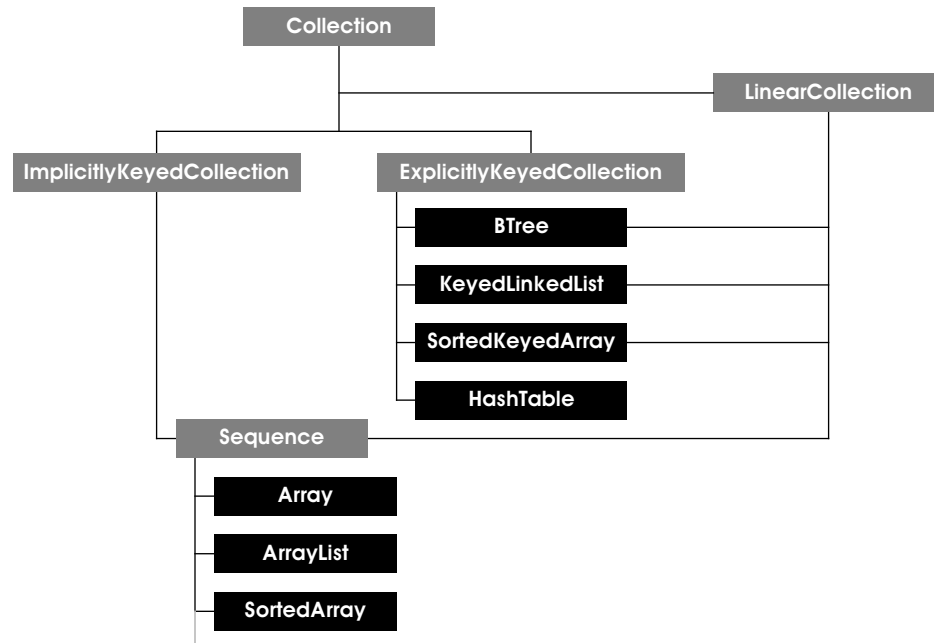 Collection
LinearCollection
ImplicitlyKeyedCollection
ExplicitlyKeyedCollection
BTree
KeyedLinkedList
SortedKeyedArray
HashTable
Sequence
Array
ArrayList
SortedArray